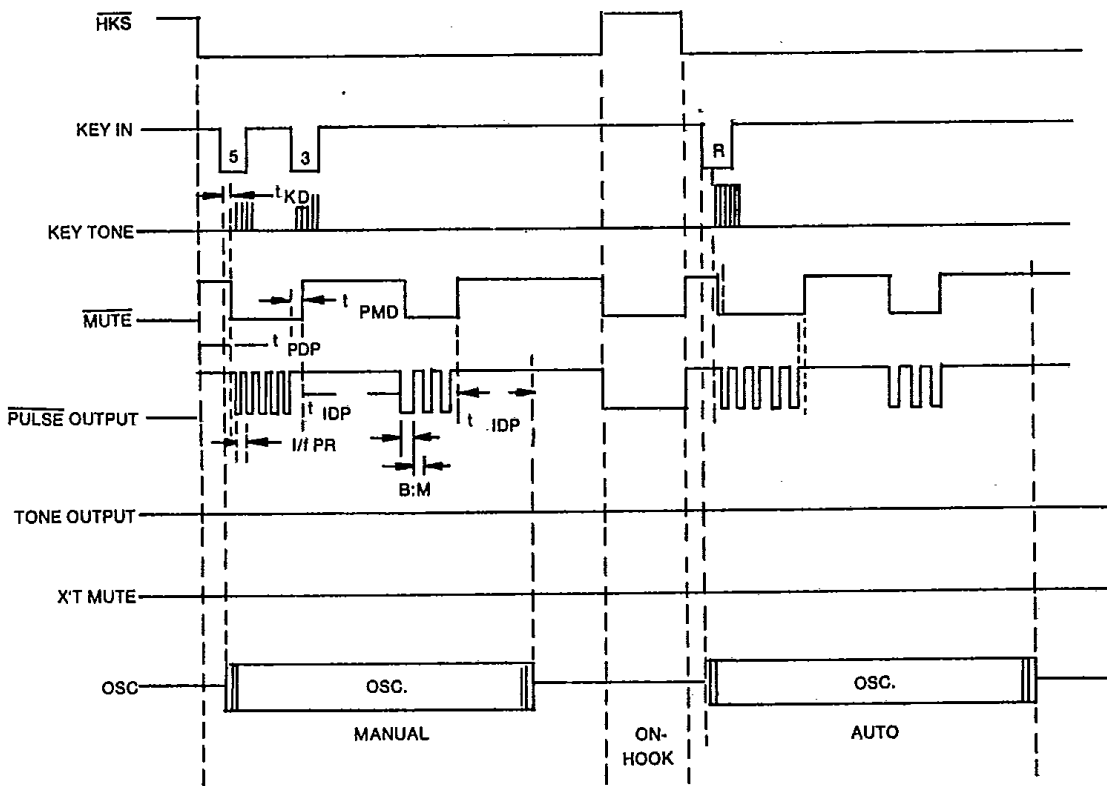 HKS
KEY IN
5
3
R
t KD
KEY TONE
t PMD
MUTE
t PDP
t IDP
t .IDP
PULSE OUTPUT
I/f PR
B:M
TONE OUTPUT
X'T MUTE
OSC
OSC.
OSC.
MANUAL
ON-
HOOK
AUTO